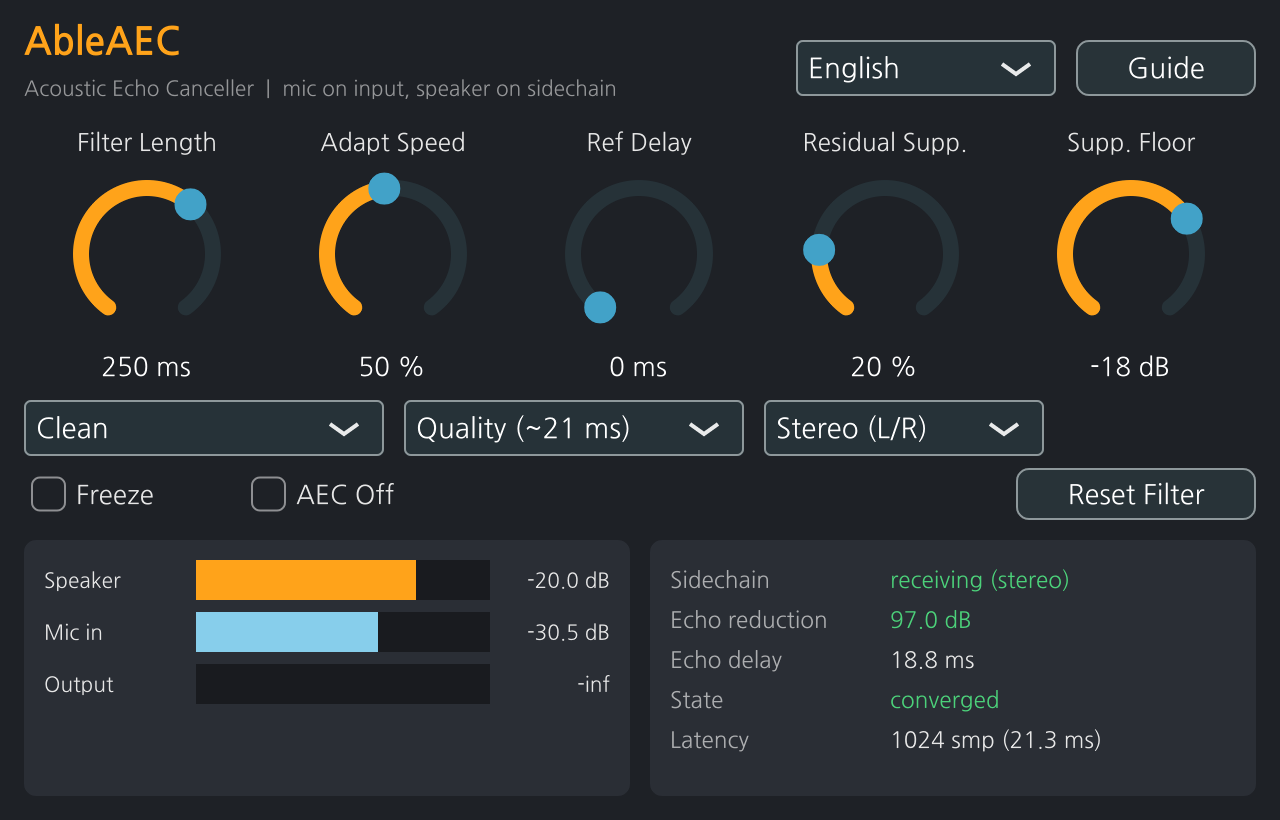 AbleAEC
Acoustic Echo Canceller | mic on input, speaker on sidechain
English
Guide
Filter Length
Adapt Speed
Ref Delay
Residual Supp.
Supp. Floor
250 ms
50 %
0 ms
20 %
-18 dB
Clean
Quality (~21 ms)
Stereo (L/R)
Freeze
AEC Off
Reset Filter
Speaker -20.0 dB
Mic in -30.5 dB
Output -inf
Sidechain receiving (stereo)
Echo reduction 97.0 dB
Echo delay 18.8 ms
State converged
Latency 1024 smp (21.3 ms)